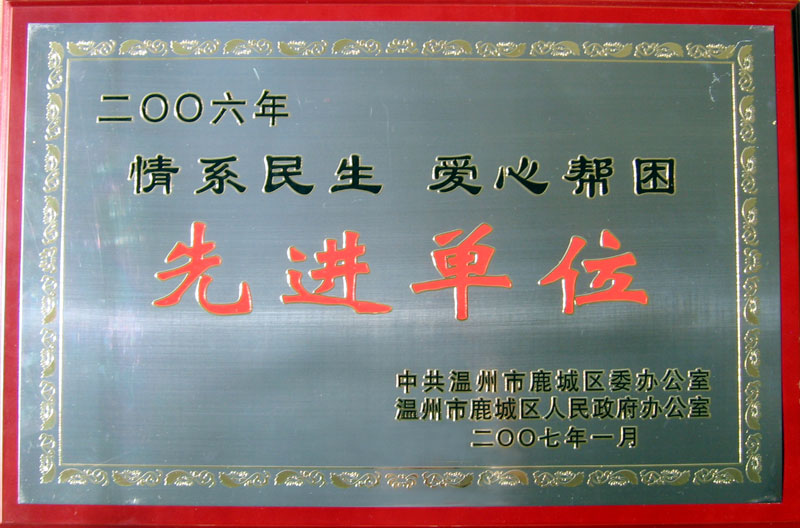 二〇〇六年
情系民生 爱心帮困
先进单位
中共温州市鹿城区委办公室
温州市鹿城区人民政府办公室
二〇〇七年一月